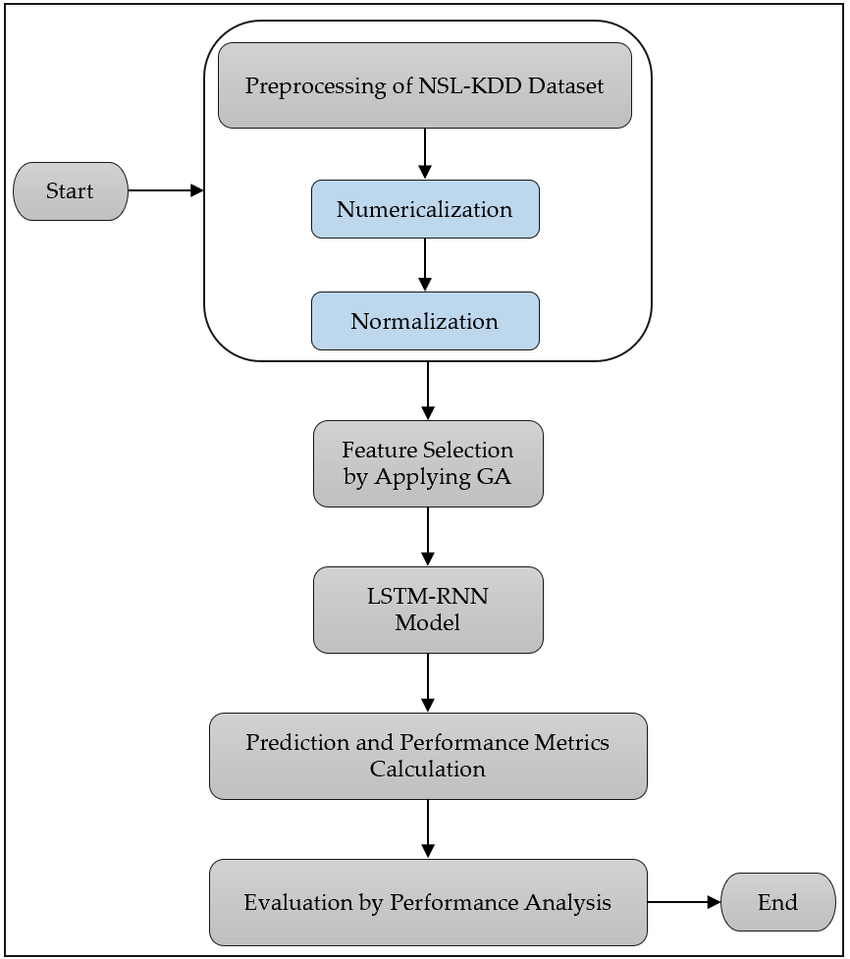 Start
Preprocessing of NSL-KDD Dataset
Numericalization
Normalization
Feature Selection
by Applying GA
LSTM-RNN
Model
Prediction and Performance Metrics
Calculation
Evaluation by Performance Analysis
End